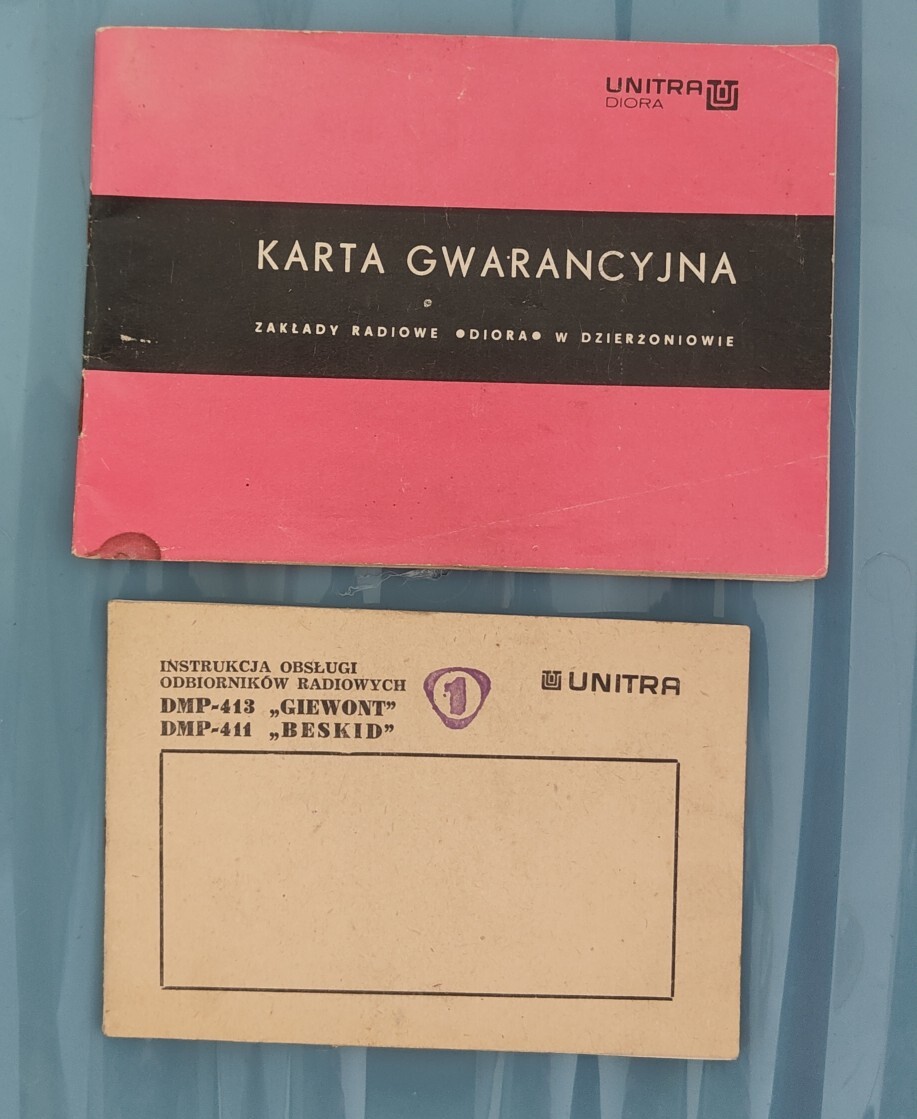 UNITRA
DIORA
KARTA GWARANCYJNA
ZAKŁADY RADIOWE •DIORA• W DZIERŻONIOWIE
INSTRUKCJA OBSŁUGI
ODBIORNIKÓW RADIOWYCH
DMP-413 „GIEWONT”
DMP-411 „BESKID”
1
UNITRA